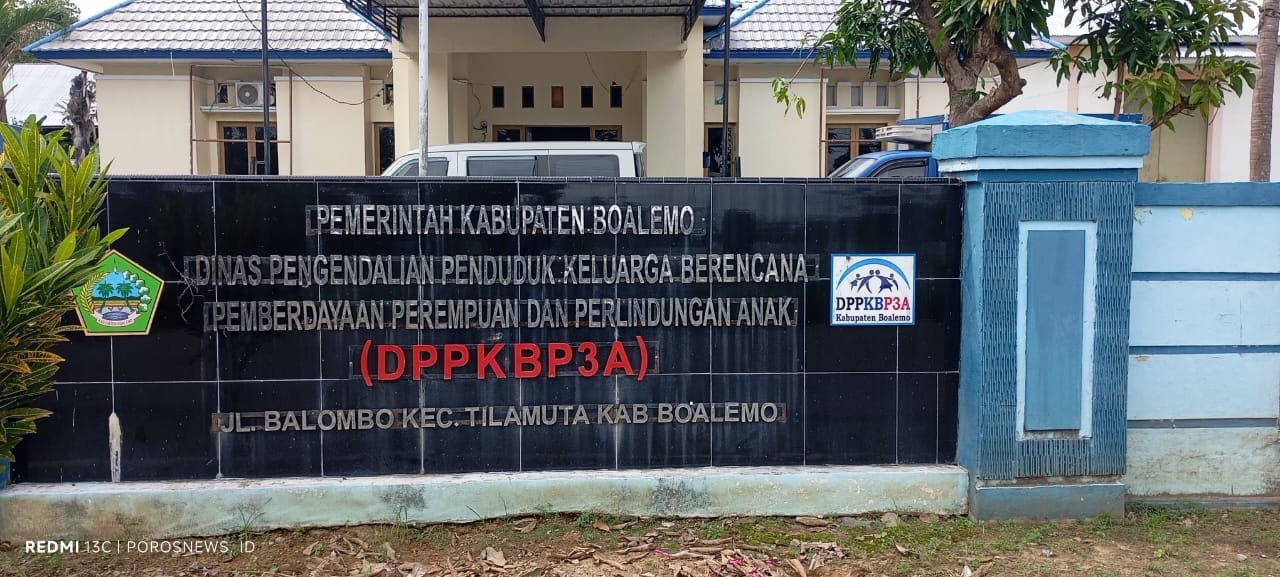 PEMERINTAH KABUPATEN BOALEMO
DINAS PENGENDALIAN PENDUDUK KELUARGA BERENCANA
PEMBERDAYAAN PEREMPUAN DAN PERLINDUNGAN ANAK
(DPPKBP3A)
JL. BALOMBO KEC. TILAMUTA KAB BOALEMO
DPPKBP3A
Kabupaten Boalemo
REDMI 13C | POROSNEWS, ID